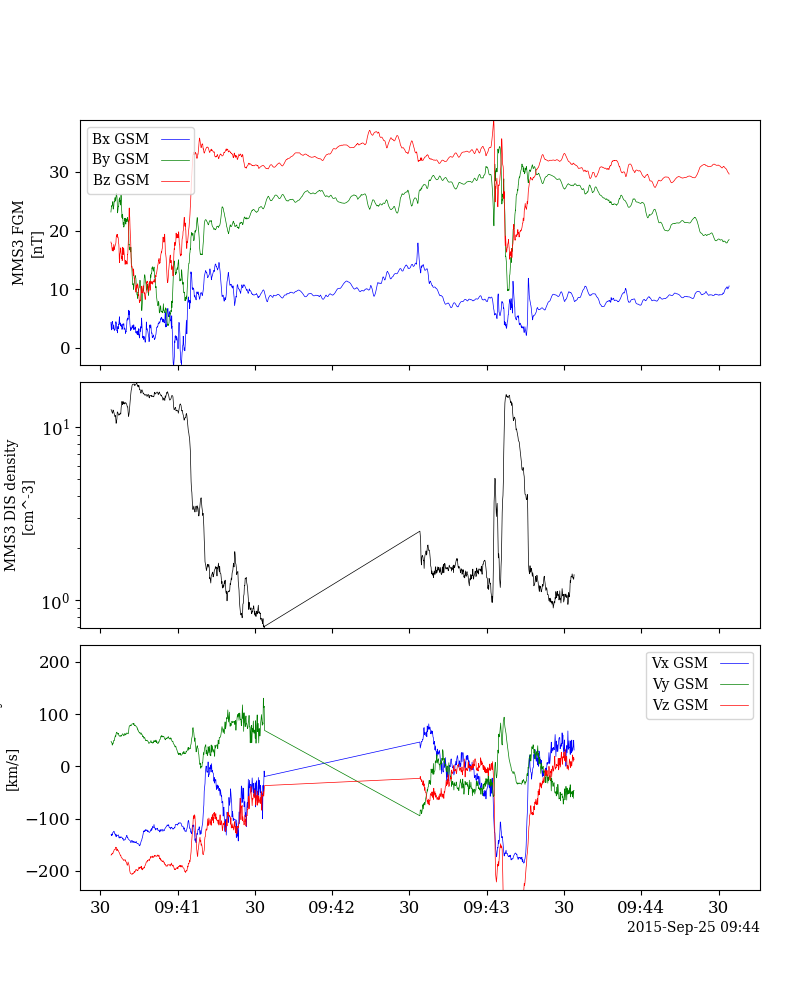 MMS3 FGM
[nT]
Bx GSM
By GSM
Bz GSM
30
20
10
0
MMS3 DIS density
[cm^-3]
10^1
10^0
[km/s]
Vx GSM
Vy GSM
Vz GSM
200
100
0
−100
−200
30 09:41 30 09:42 30 09:43 30 09:44 30
2015-Sep-25 09:44